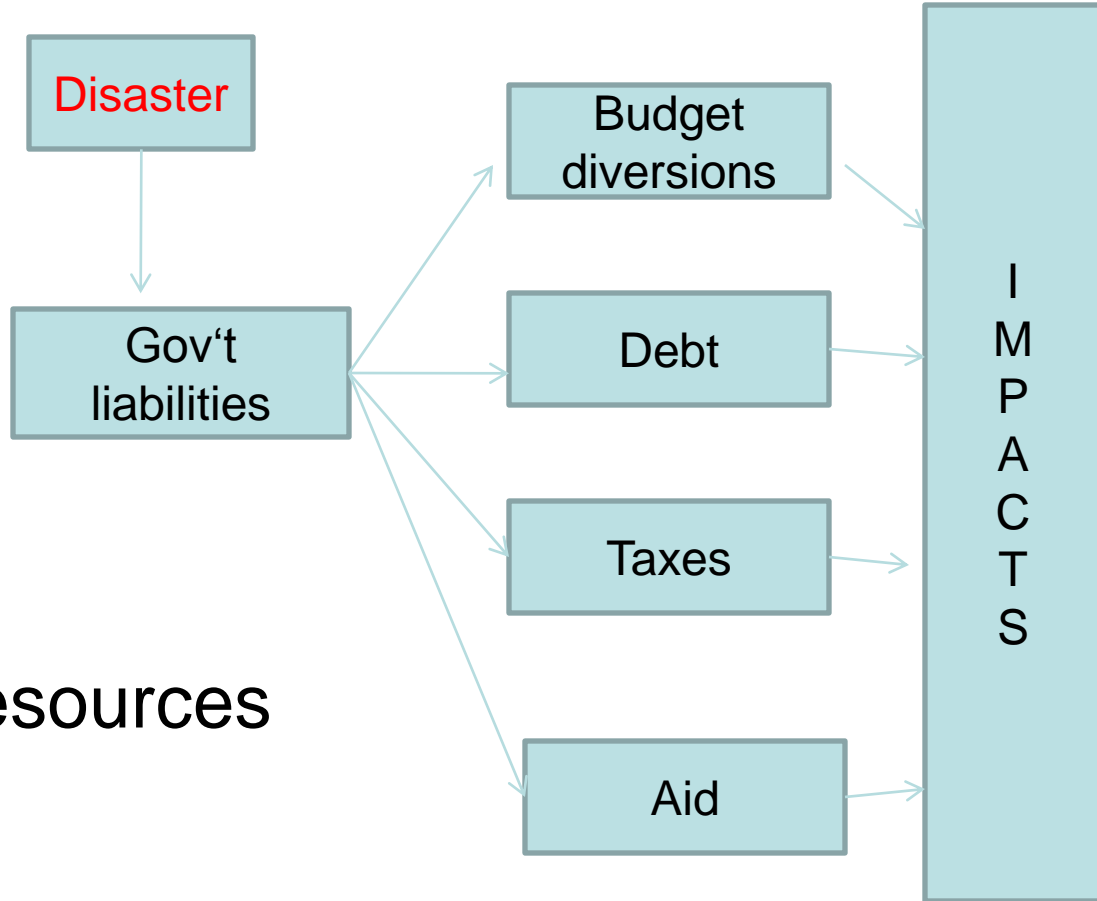 Disaster
Gov‘t
liabilities
Budget
diversions
Debt
Taxes
Aid
I
M
P
A
C
T
S
esources